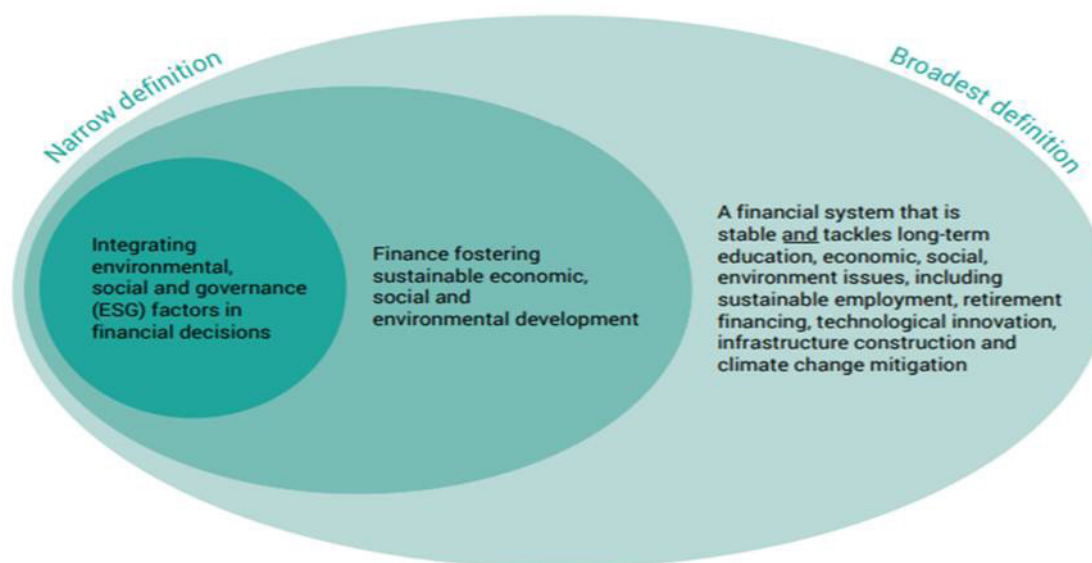 Narrow definition
Broadest definition
Integrating
environmental,
social and governance
(ESG) factors in
financial decisions
Finance fostering
sustainable economic,
social and
environmental development
A financial system that is
stable and tackles long-term
education, economic, social,
environment issues, including
sustainable employment, retirement
financing, technological innovation,
infrastructure construction and
climate change mitigation